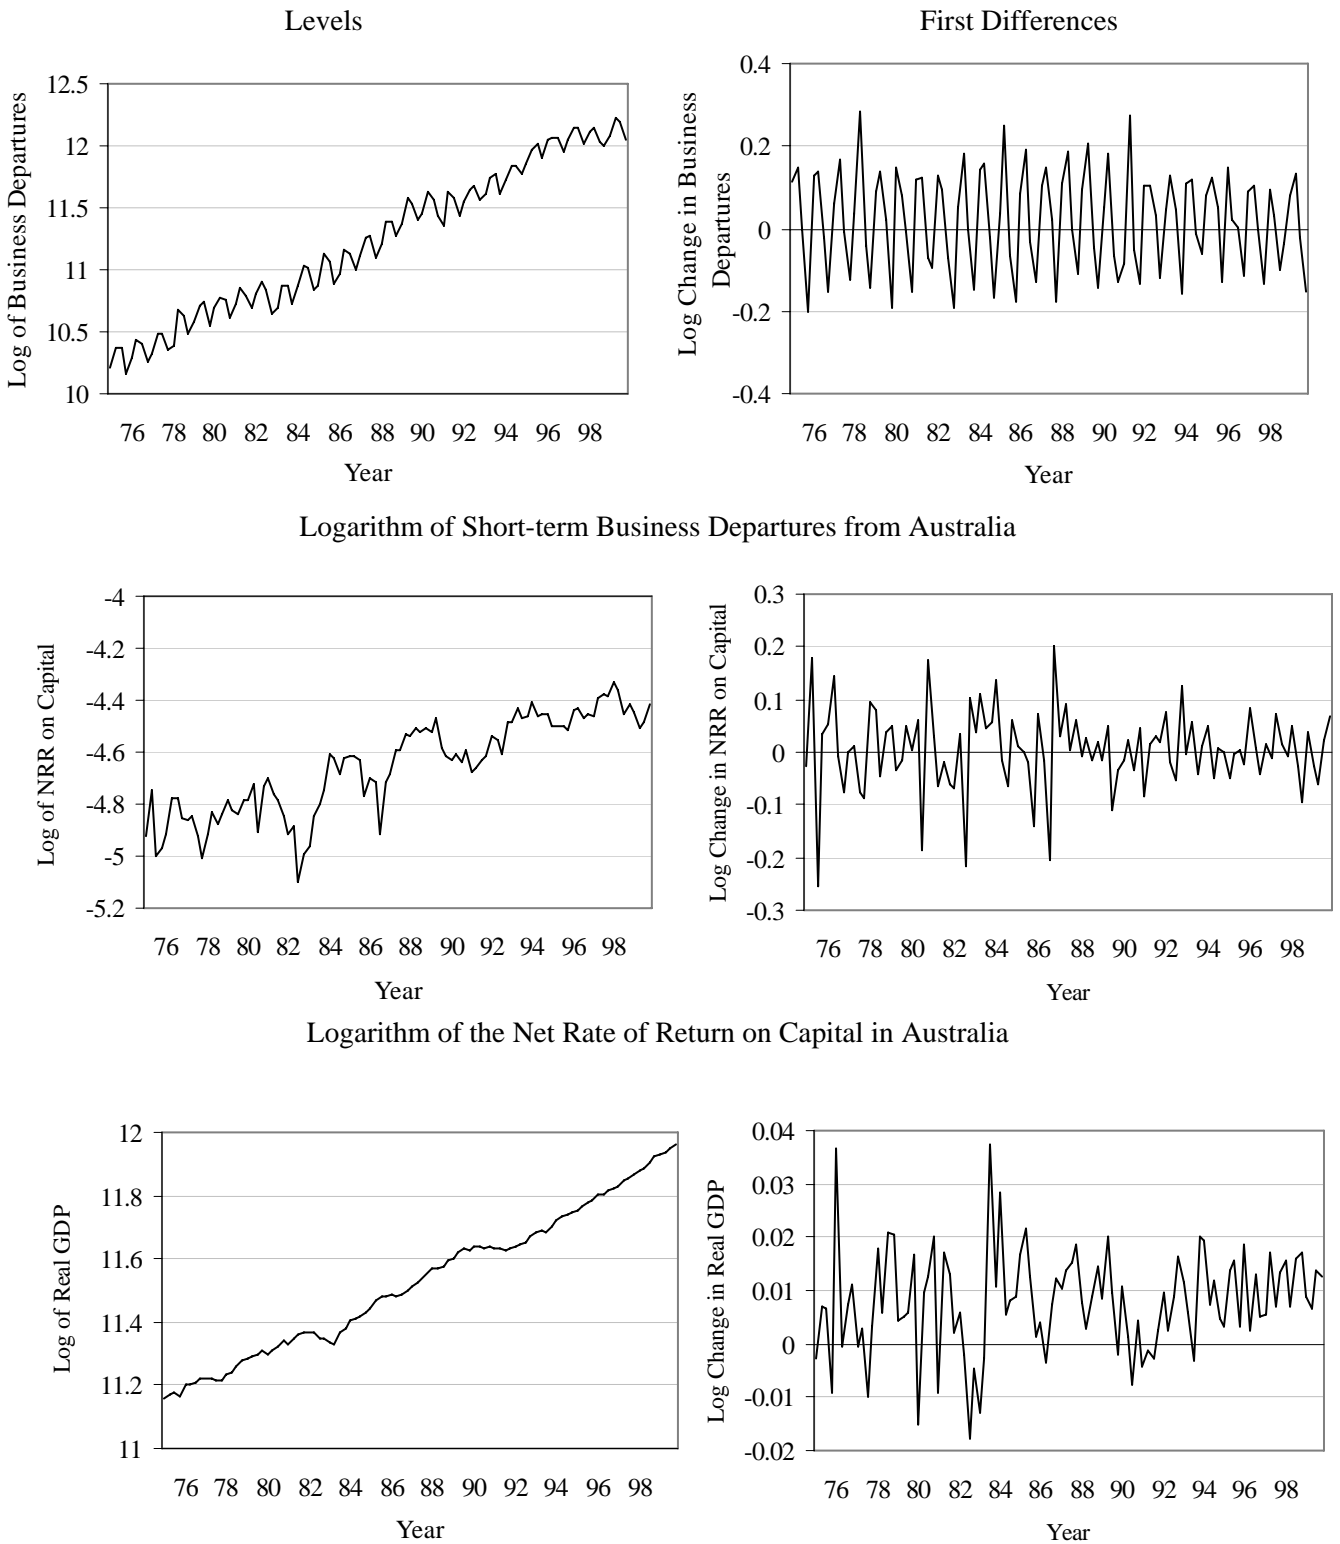 Levels
First Differences
Log of Business Departures
12.5
12
11.5
11
10.5
10
76 78 80 82 84 86 88 90 92 94 96 98
Year
Log Change in Business
Departures
0.4
0.2
0
-0.2
-0.4
76 78 80 82 84 86 88 90 92 94 96 98
Year
Logarithm of Short-term Business Departures from Australia
Log of NRR on Capital
-4
-4.2
-4.4
-4.6
-4.8
-5
-5.2
76 78 80 82 84 86 88 90 92 94 96 98
Year
Log Change in NRR on Capital
0.3
0.2
0.1
0
-0.1
-0.2
-0.3
76 78 80 82 84 86 88 90 92 94 96 98
Year
Logarithm of the Net Rate of Return on Capital in Australia
Log of Real GDP
12
11.8
11.6
11.4
11.2
11
76 78 80 82 84 86 88 90 92 94 96 98
Year
Log Change in Real GDP
0.04
0.03
0.02
0.01
0
-0.01
-0.02
76 78 80 82 84 86 88 90 92 94 96 98
Year